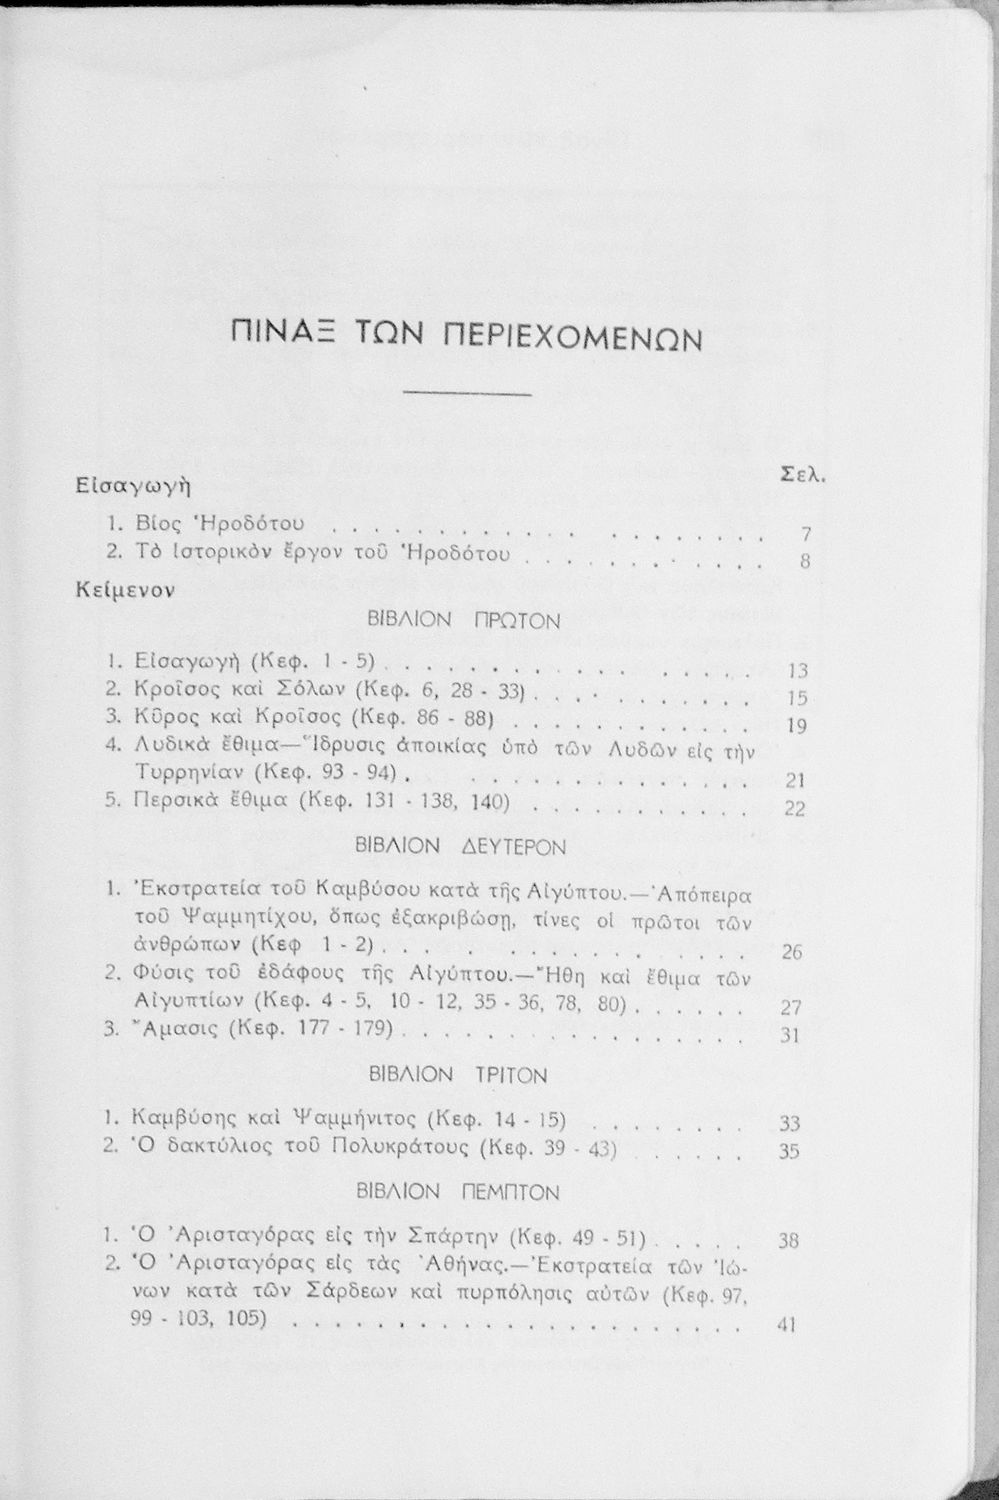 ΠΙΝΑΞ ΤΩΝ ΠΕΡΙΕΧΟΜΕΝΩΝ
Σελ.
Εἰσαγωγὴ
1. Βίος Ἡροδότου . . . . . . . . . . . . . . . . . . 7
2. Τὸ ἱστορικὸν ἔργον τοῦ Ἡροδότου . . . . . . . . . . . . 8
Κείμενον
ΒΙΒΛΙΟΝ ΠΡΩΤΟΝ
1. Εἰσαγωγὴ (Κεφ. 1 - 5) . . . . . . . . . . . . . . 13
2. Κροῖσος καὶ Σόλων (Κεφ. 6, 28 - 33) . . . . . . . . . . . 15
3. Κῦρος καὶ Κροῖσος (Κεφ. 86 - 88) . . . . . . . . . . . . 19
4. Λυδικὰ ἔθιμα—Ἵδρυσις ἀποικίας ὑπὸ τῶν Λυδῶν εἰς τὴν
Τυρρηνίαν (Κεφ. 93 - 94) . . . . . . . . . . . . . . 21
5. Περσικὰ ἔθιμα (Κεφ. 131 - 138, 140) . . . . . . . . . . . 22
ΒΙΒΛΙΟΝ ΔΕΥΤΕΡΟΝ
1. Ἐκστρατεία τοῦ Καμβύσου κατὰ τῆς Αἰγύπτου.—Ἀπόπειρα
τοῦ Ψαμμητίχου, ὅπως ἐξακριβώσῃ, τίνες οἱ πρῶτοι τῶν
ἀνθρώπων (Κεφ 1 - 2) . . . . . . . . . . . . . . . 26
2. Φύσις τοῦ ἐδάφους τῆς Αἰγύπτου.—Ἤθη καὶ ἔθιμα τῶν
Αἰγυπτίων (Κεφ. 4 - 5, 10 - 12, 35 - 36, 78, 80) . . . . . . 27
3. Ἄμασις (Κεφ. 177 - 179) . . . . . . . . . . . . . . . . 31
ΒΙΒΛΙΟΝ ΤΡΙΤΟΝ
1. Καμβύσης καὶ Ψαμμήνιτος (Κεφ. 14 - 15) . . . . . . . . 33
2. Ὁ δακτύλιος τοῦ Πολυκράτους (Κεφ. 39 - 43) . . . . . . 35
ΒΙΒΛΙΟΝ ΠΕΜΠΤΟΝ
1. Ὁ Ἀρισταγόρας εἰς τὴν Σπάρτην (Κεφ. 49 - 51) . . . . . 38
2. Ὁ Ἀρισταγόρας εἰς τὰς Ἀθήνας.—Ἐκστρατεία τῶν Ἰώ-
νων κατὰ τῶν Σάρδεων καὶ πυρπόλησις αὐτῶν (Κεφ. 97,
99 - 103, 105) . . . . . . . . . . . . . . . . . . . . . 41